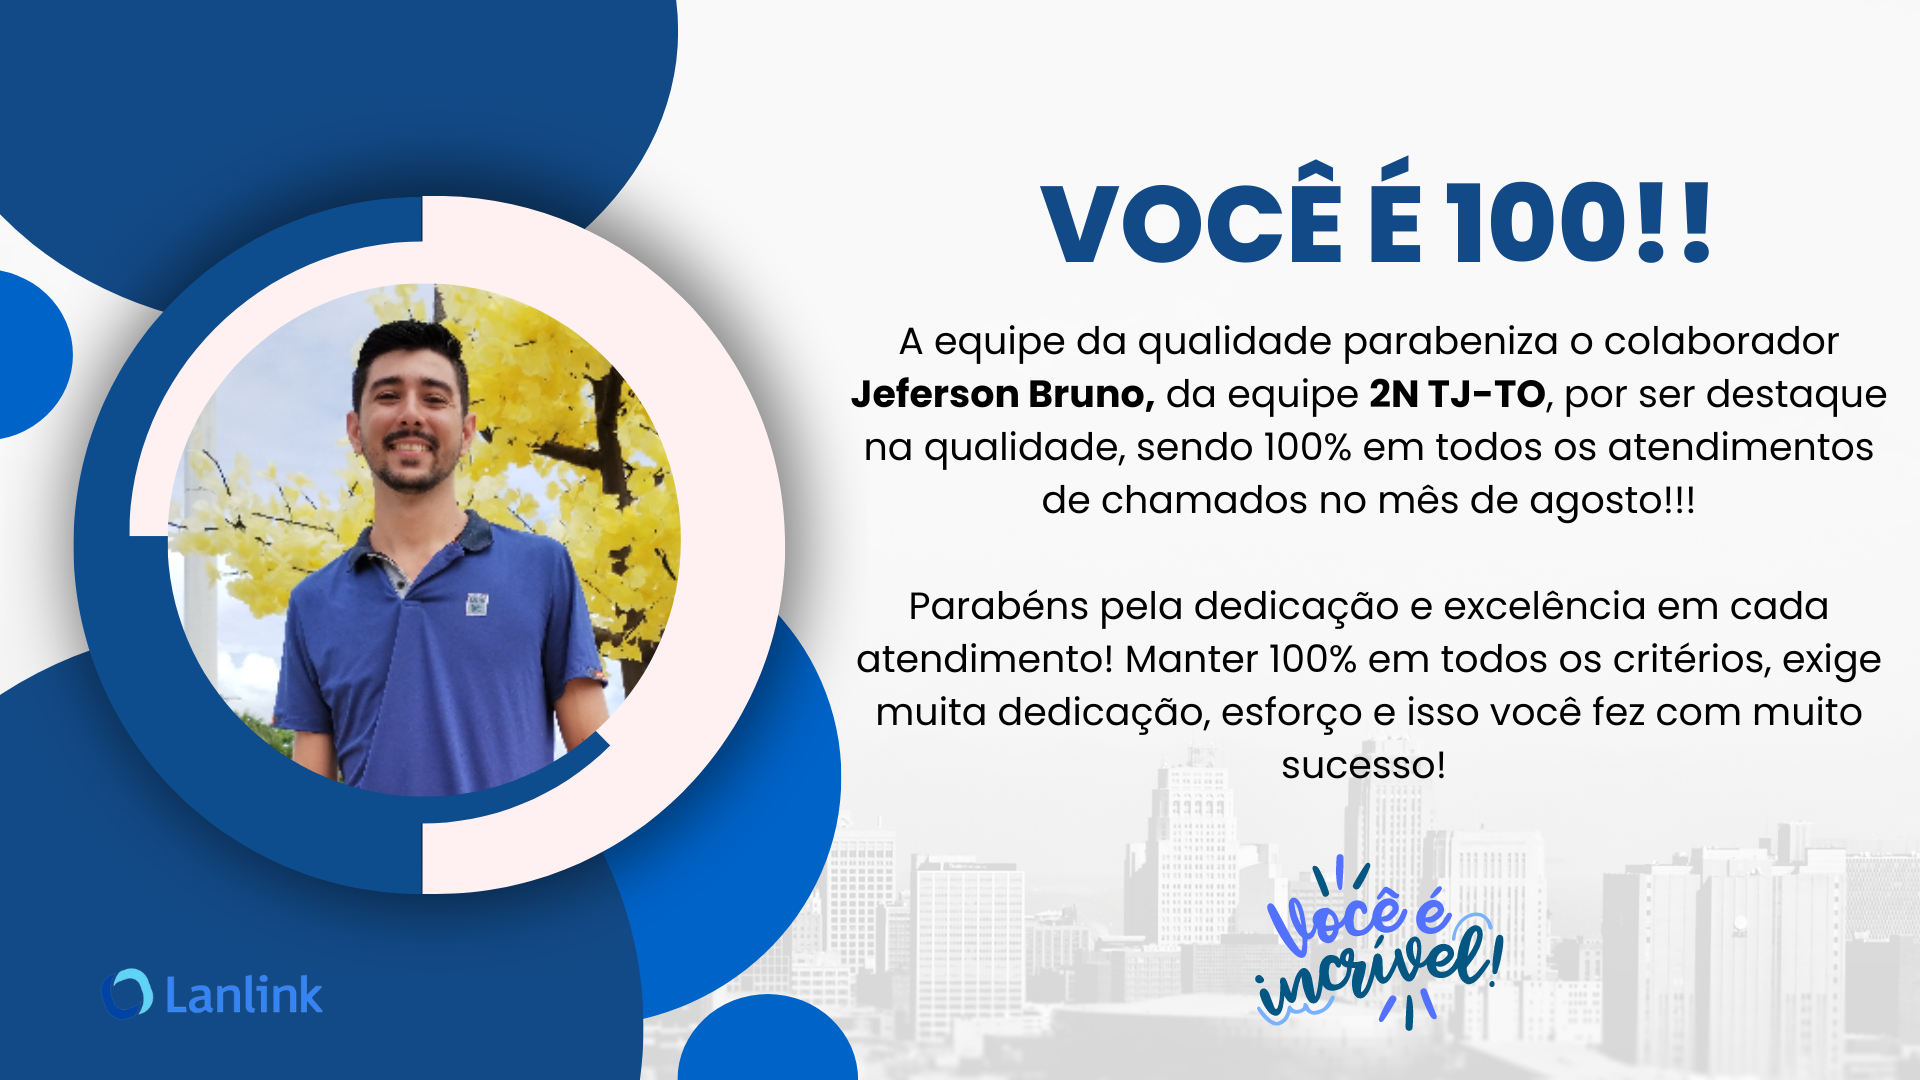 VOCÊ É 100!!
A equipe da qualidade parabeniza o colaborador
Jeferson Bruno, da equipe 2N TJ-TO, por ser destaque
na qualidade, sendo 100% em todos os atendimentos
de chamados no mês de agosto!!!
Parabéns pela dedicação e excelência em cada
atendimento! Manter 100% em todos os critérios, exige
muita dedicação, esforço e isso você fez com muito
sucesso!
Você é
incrível!
Lanlink